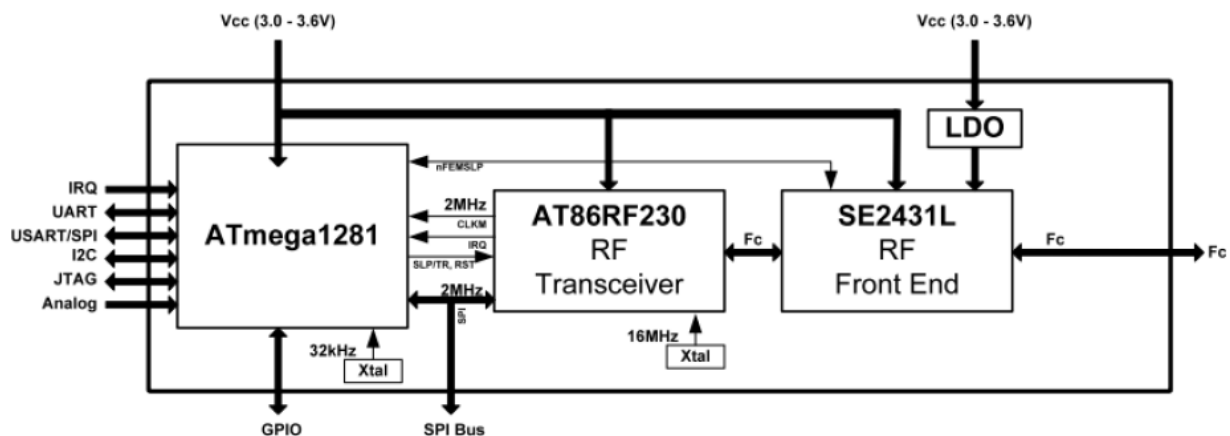 Vcc (3.0 - 3.6V)
Vcc (3.0 - 3.6V)
LDO
nFEMSLP
IRQ
UART
USART/SPI
I2C
JTAG
Analog
ATmega1281
2MHz
CLKM
IRQ
SLP/TR, RST
2MHz
SPI
AT86RF230
RF
Transceiver
Fc
SE2431L
RF
Front End
Fc
Fc
32kHz
Xtal
16MHz
Xtal
GPIO
SPI Bus